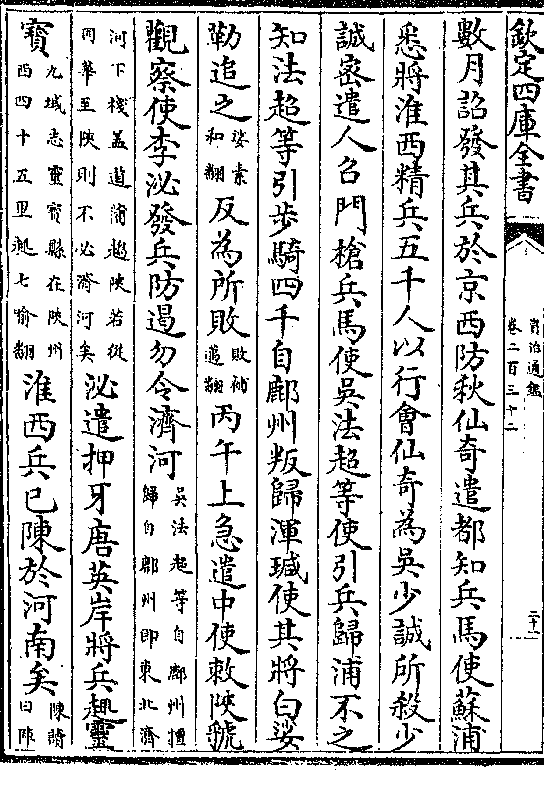 欽定四庫全書
資治通鑑
卷二百三十二
數月詔發其兵於京西防秋仙奇遣都知兵馬使蘇浦
悉將淮西精兵五千人以行會仙奇為吳少誠所殺少
誠密遣人召門槍兵馬使吳法超等使引兵歸浦不之
知法超等引歩騎四千自鄜州叛歸渾瑊使其將白娑
勒追之娑素和翻反為所敗敗補邁翻丙午上急遣中使敕陜虢
觀察使李泌發兵防遏勿令濟河吳法超等自鄜州擅歸自鄜州即東北濟
河下棧蓋道蒲趨陜若從同華至陜則不必濟河矣泌遣押牙唐英岸將兵趣靈
寳九域志靈寳縣在陜州西四十五里趣七喻翻淮西兵已陳於河南矣陳讀曰陣